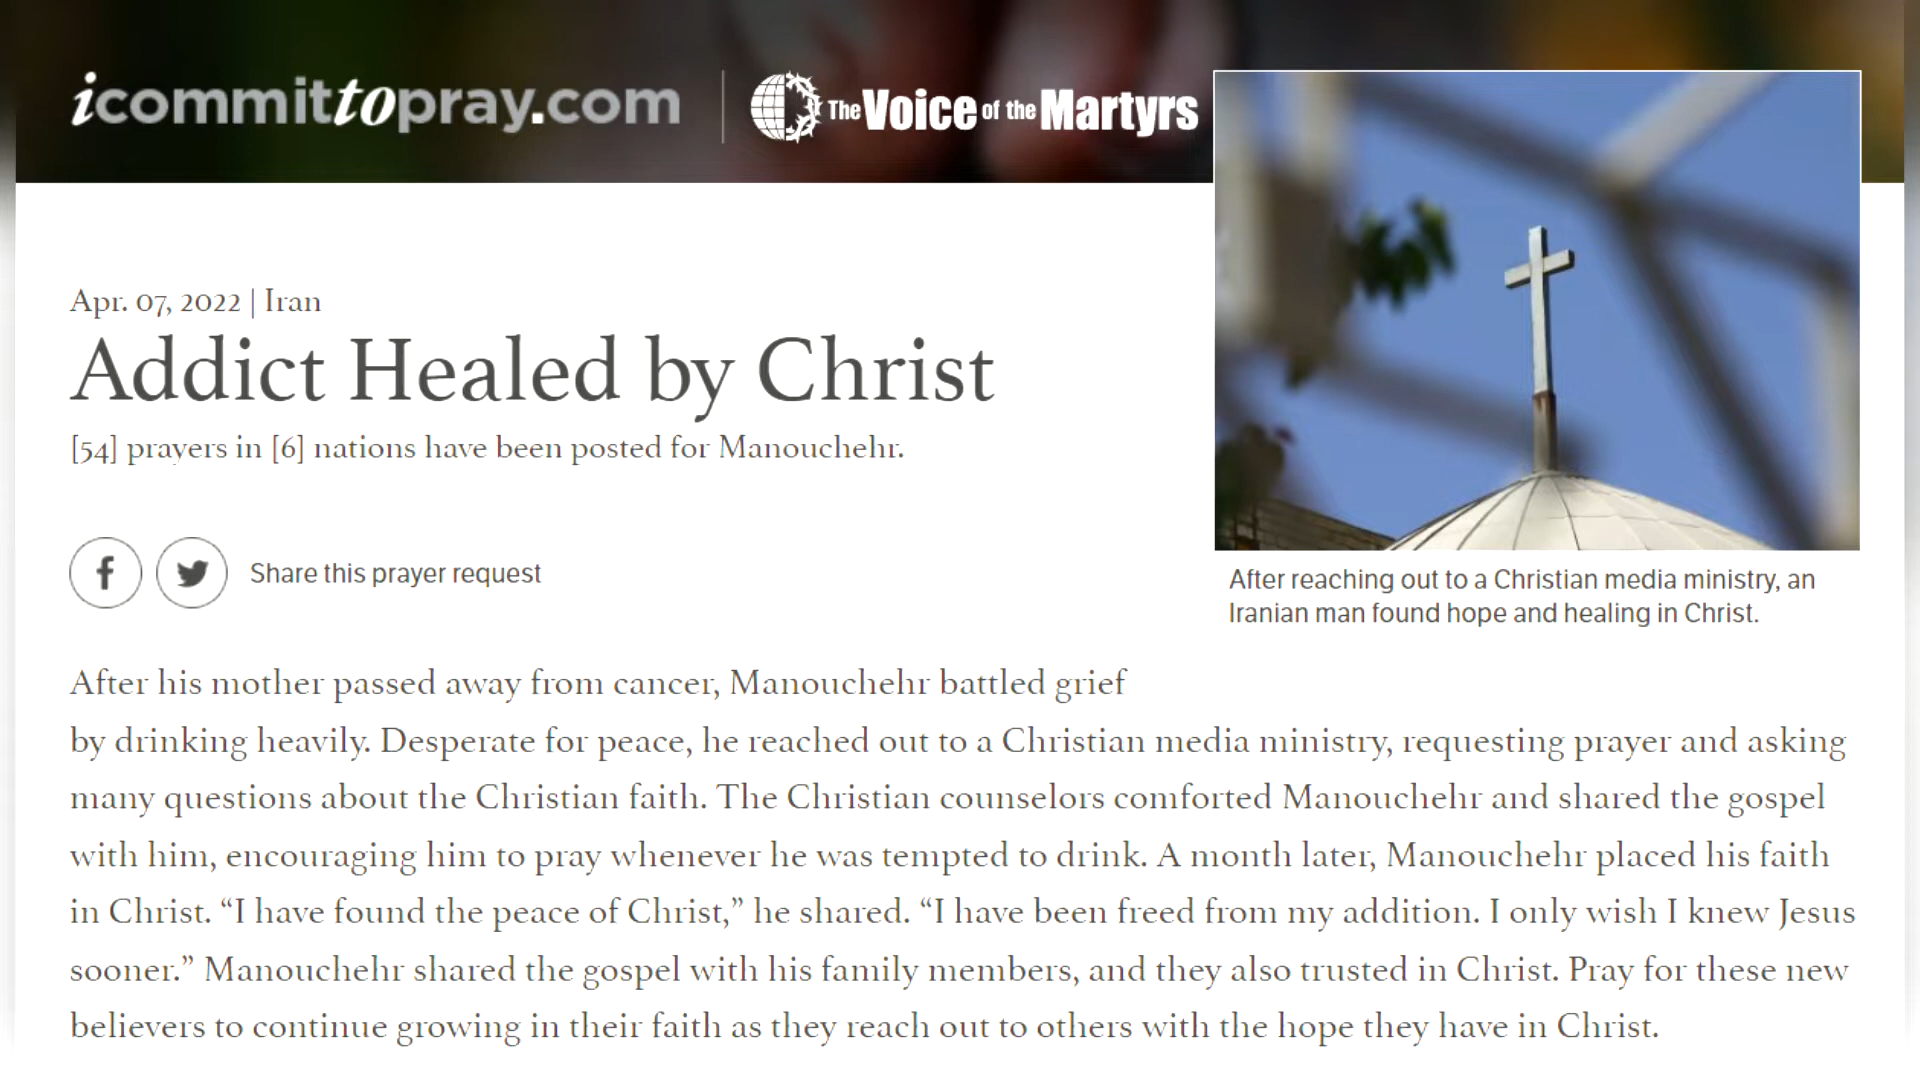 icommittopray.com
The Voice of the Martyrs
Apr. 07, 2022 | Iran
Addict Healed by Christ
[54] prayers in [6] nations have been posted for Manouchehr.
Share this prayer request
After reaching out to a Christian media ministry, an
Iranian man found hope and healing in Christ.
After his mother passed away from cancer, Manouchehr battled grief
by drinking heavily. Desperate for peace, he reached out to a Christian media ministry, requesting prayer and asking
many questions about the Christian faith. The Christian counselors comforted Manouchehr and shared the gospel
with him, encouraging him to pray whenever he was tempted to drink. A month later, Manouchehr placed his faith
in Christ. “I have found the peace of Christ,” he shared. “I have been freed from my addition. I only wish I knew Jesus
sooner.” Manouchehr shared the gospel with his family members, and they also trusted in Christ. Pray for these new
believers to continue growing in their faith as they reach out to others with the hope they have in Christ.